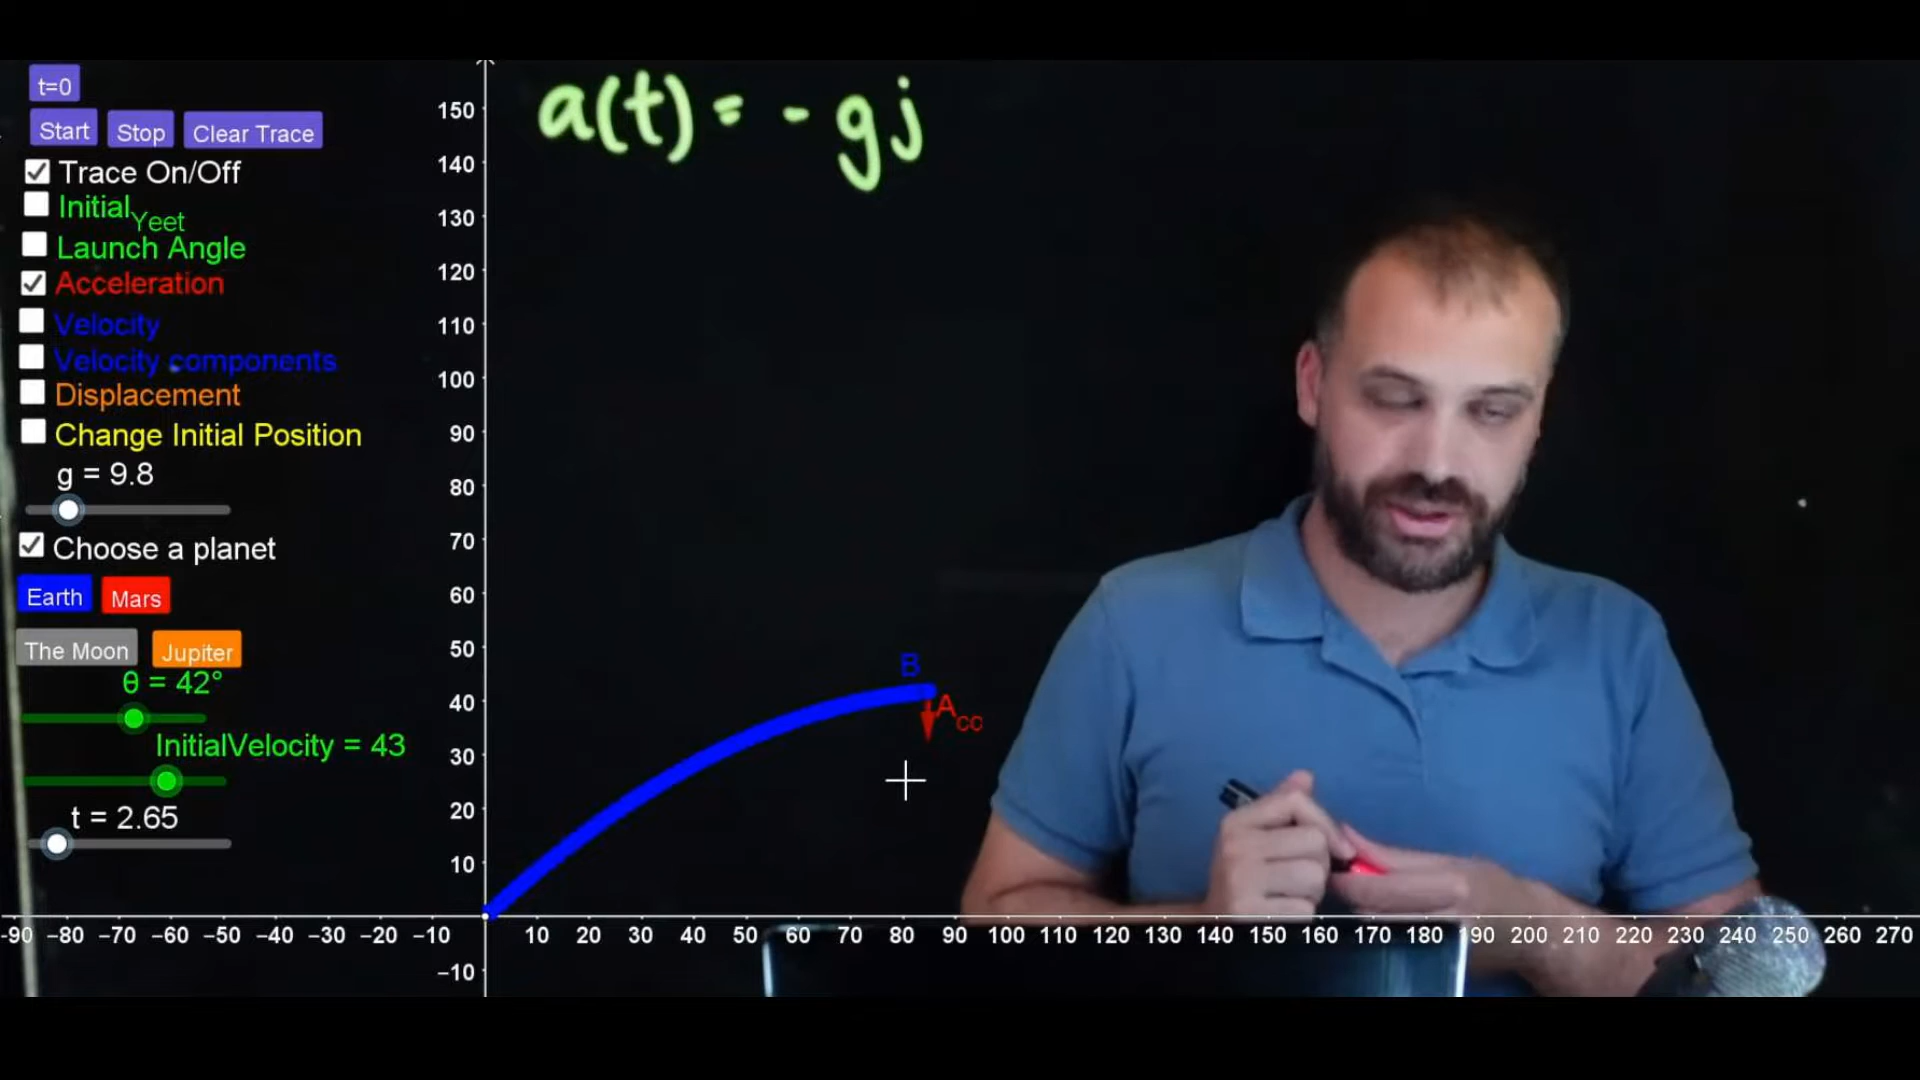 t=0
Start Stop Clear Trace
Trace On/Off
Initial Yeet
Launch Angle
Acceleration
Velocity
Velocity components
Displacement
Change Initial Position
g = 9.8
Choose a planet
Earth Mars
The Moon Jupiter
θ = 42°
InitialVelocity = 43
t = 2.65
a(t) = - gj
150
140
130
120
110
100
90
80
70
60
50
40
30
20
10
B
Acc
-90 -80 -70 -60 -50 -40 -30 -20 -10 10 20 30 40 50 60 70 80 90 100 110 120 130 140 150 160 170 180 190 200 210 220 230 240 250 260 270
-10